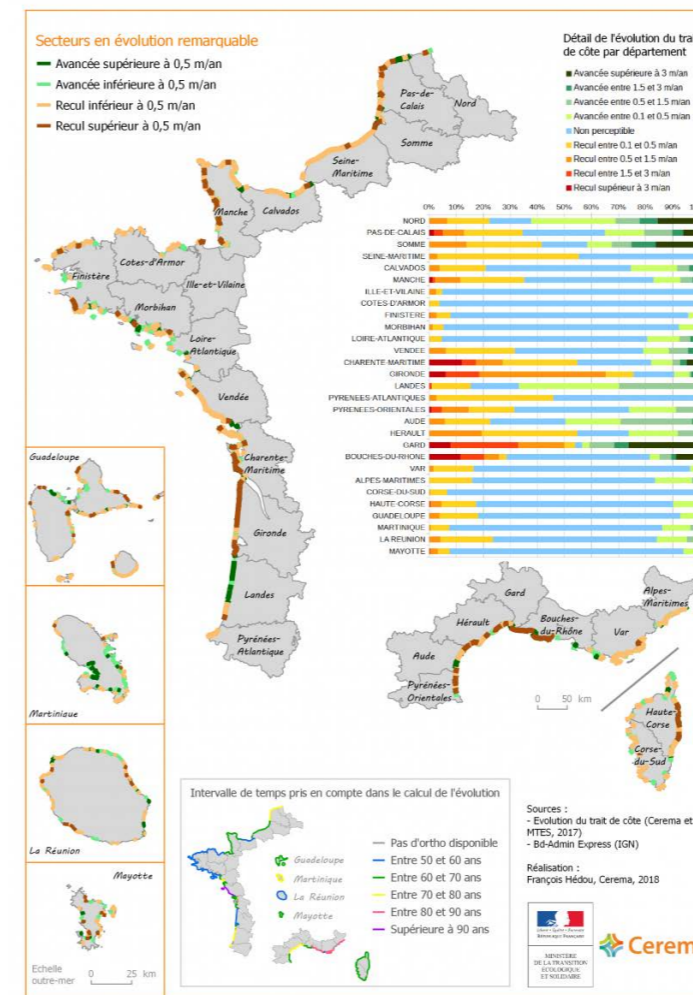 Secteurs en évolution remarquable
Avancée supérieure à 0,5 m/an
Avancée inférieure à 0,5 m/an
Recul inférieur à 0,5 m/an
Recul supérieur à 0,5 m/an
Détail de l'évolution du trai
de côte par département
Avancée supérieure à 3 m/an
Avancée entre 1.5 et 3 m/an
Avancée entre 0.5 et 1.5 m/an
Avancée entre 0.1 et 0.5 m/an
Non perceptible
Recul entre 0.1 et 0.5 m/an
Recul entre 0.5 et 1.5 m/an
Recul entre 1.5 et 3 m/an
Recul supérieur à 3 m/an
0% 10% 20% 30% 40% 50% 60% 70% 80% 90% 1
NORD
PAS-DE-CALAIS
SOMME
SEINE-MARITIME
CALVADOS
MANCHE
ILLE-ET-VILAINE
COTES-D'ARMOR
FINISTERE
MORBIHAN
LOIRE-ATLANTIQUE
VENDEE
CHARENTE-MARITIME
GIRONDE
LANDES
PYRENEES-ATLANTIQUES
PYRENEES-ORIENTALES
AUDE
HERAULT
GARD
BOUCHES-DU-RHONE
VAR
ALPES-MARITIMES
CORSE-DU-SUD
HAUTE-CORSE
GUADELOUPE
MARTINIQUE
LA REUNION
MAYOTTE
Pas-de-
Calais
Nord
Somme
Seine-
Maritime
Manche
Calvados
Cotes-d'Armor
Finistère
Ille-et-Vilaine
Morbihan
Loire-
Atlantique
Vendée
Charente-
Maritime
Gironde
Landes
Pyrénées-
Atlantique
Guadeloupe
Martinique
La Réunion
Mayotte
Echelle
outre-mer
0 25 km
Gard
Hérault
Bouches-
du-Rhône
Alpes-
Maritimes
Var
Aude
Pyrénées-
Orientales
0 50 km
Haute-
Corse
Corse-
du-Sud
Intervalle de temps pris en compte dans le calcul de l'évolution
Guadeloupe
Martinique
La Réunion
Mayotte
Pas d'ortho disponible
Entre 50 et 60 ans
Entre 60 et 70 ans
Entre 70 et 80 ans
Entre 80 et 90 ans
Supérieure à 90 ans
Sources :
- Evolution du trait de côte (Cerema et
MTES, 2017)
- Bd-Admin Express (IGN)
Réalisation :
François Hédou, Cerema, 2018
Liberté • Égalité • Fraternité
RÉPUBLIQUE FRANÇAISE
MINISTÈRE
DE LA TRANSITION
ÉCOLOGIQUE
ET SOLIDAIRE
Cerem